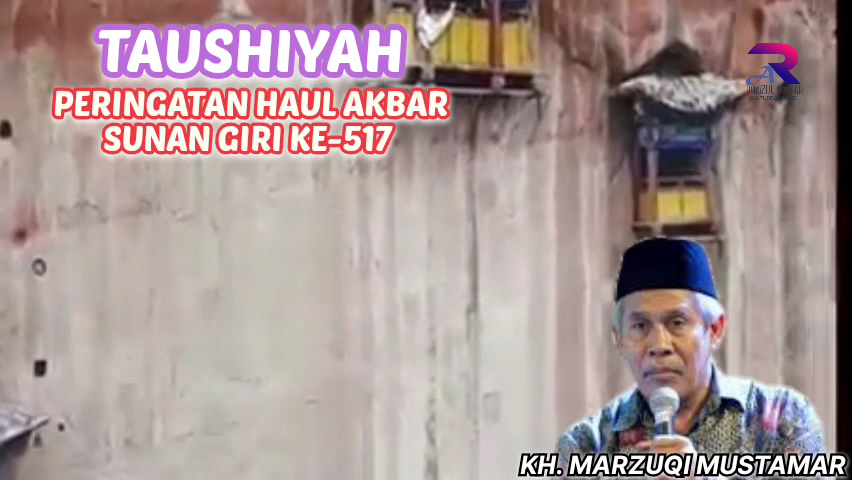 TAUSHIYAH
PERINGATAN HAUL AKBAR
SUNAN GIRI KE-517
KH. MARZUQI MUSTAMAR